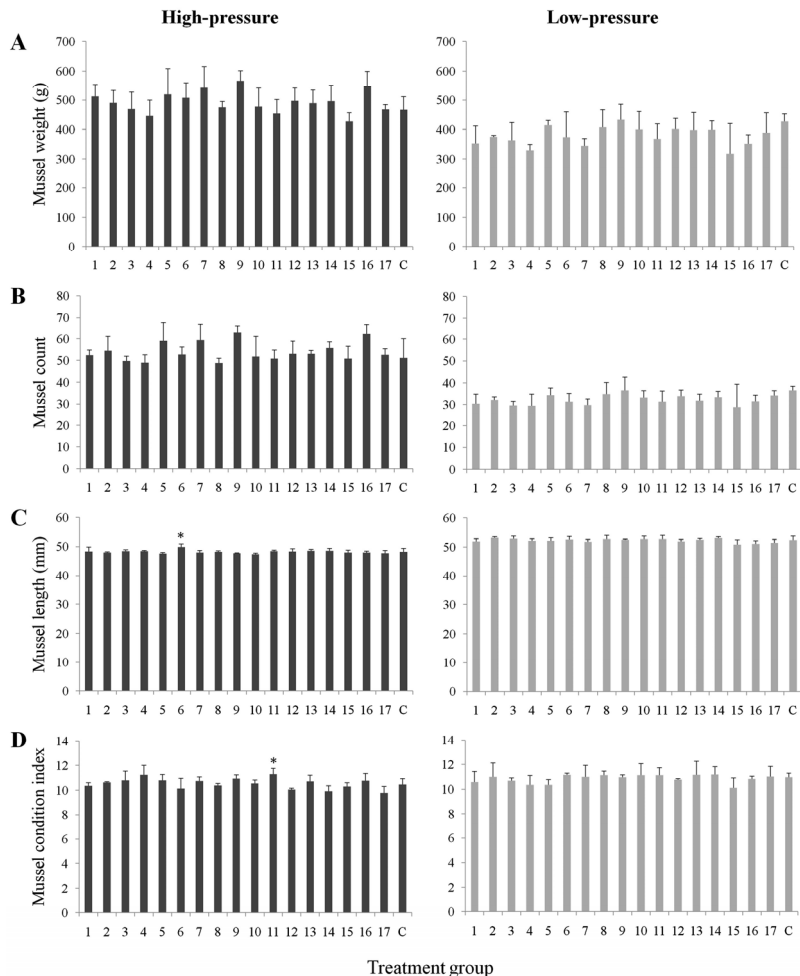 High-pressure Low-pressure
A
Mussel weight (g)
700 700
600 600
500 500
400 400
300 300
200 200
100 100
0 0
1 2 3 4 5 6 7 8 9 10 11 12 13 14 15 16 17 C 1 2 3 4 5 6 7 8 9 10 11 12 13 14 15 16 17 C
B
Mussel count
80 80
70 70
60 60
50 50
40 40
30 30
20 20
10 10
0 0
1 2 3 4 5 6 7 8 9 10 11 12 13 14 15 16 17 C 1 2 3 4 5 6 7 8 9 10 11 12 13 14 15 16 17 C
C
Mussel length (mm)
60 60
50 * 50
40 40
30 30
20 20
10 10
0 0
1 2 3 4 5 6 7 8 9 10 11 12 13 14 15 16 17 C 1 2 3 4 5 6 7 8 9 10 11 12 13 14 15 16 17 C
D
Mussel condition index
14 14
12 * 12
10 10
8 8
6 6
4 4
2 2
0 0
1 2 3 4 5 6 7 8 9 10 11 12 13 14 15 16 17 C 1 2 3 4 5 6 7 8 9 10 11 12 13 14 15 16 17 C
Treatment group